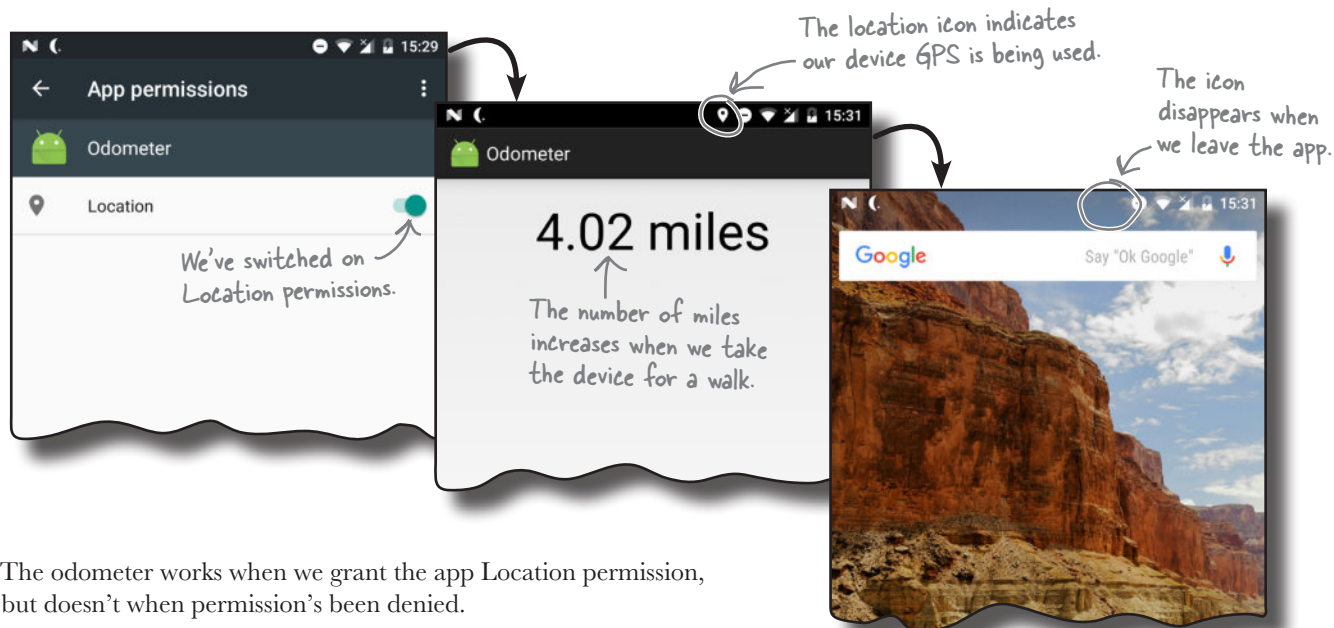 The location icon indicates
our device GPS is being used.
The icon
disappears when
we leave the app.
15:29
App permissions
Odometer
Location
We've switched on
Location permissions.
15:31
Odometer
4.02 miles
The number of miles
increases when we take
the device for a walk.
15:31
Google
Say "Ok Google"
The odometer works when we grant the app Location permission,
but doesn't when permission's been denied.